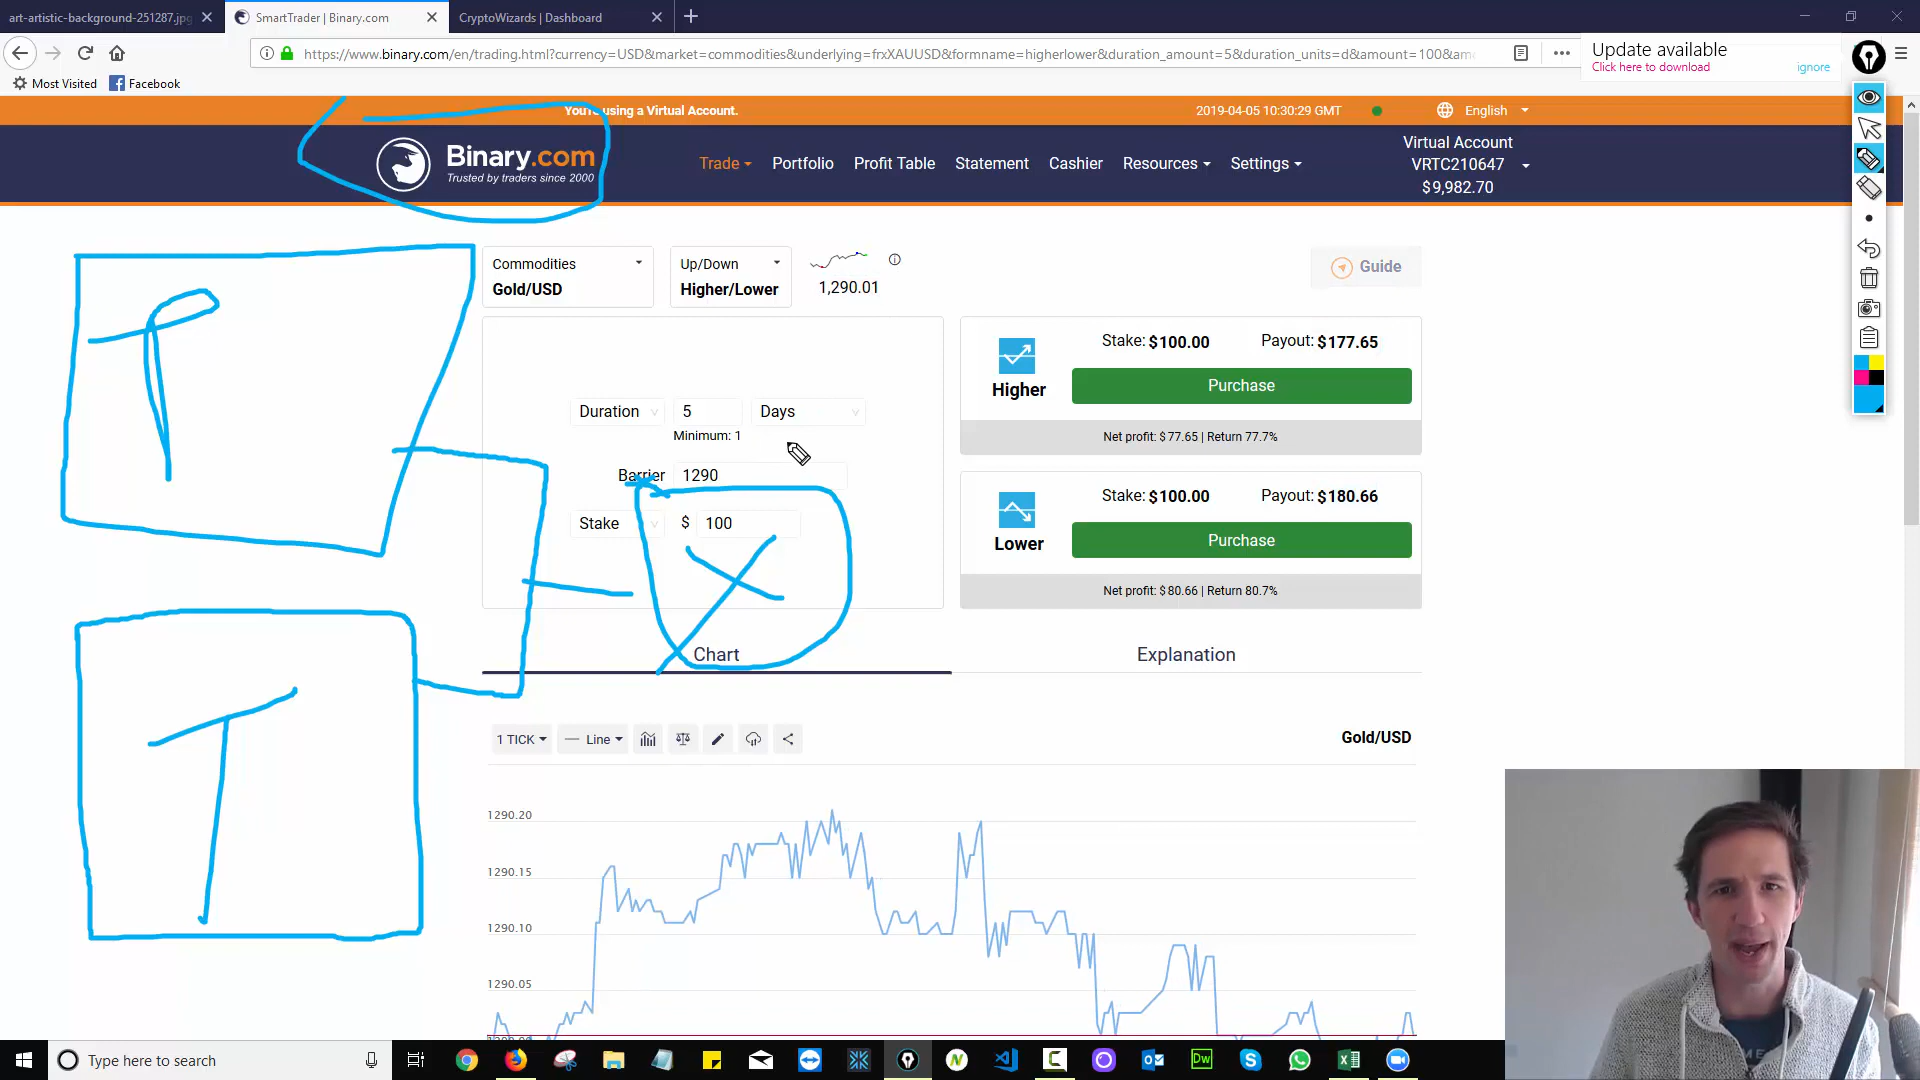 art-artistic-background-251287.jpg
SmartTrader | Binary.com
CryptoWizards | Dashboard
https://www.binary.com/en/trading.html?currency=USD&market=commodities&underlying=frxXAUUSD&formname=higherlower&duration_amount=5&duration_units=d&amount=100&am
Update available
Click here to download
ignore
Most Visited
Facebook
You're using a Virtual Account.
2019-04-05 10:30:29 GMT
English
Binary.com
Trusted by traders since 2000
Trade
Portfolio
Profit Table
Statement
Cashier
Resources
Settings
Virtual Account
VRTC210647
$9,982.70
Commodities
Gold/USD
Up/Down
Higher/Lower
1,290.01
Guide
Duration
5
Days
Minimum: 1
Barrier
1290
Stake
$
100
Higher
Stake: $100.00
Payout: $177.65
Purchase
Net profit: $77.65 | Return 77.7%
Lower
Stake: $100.00
Payout: $180.66
Purchase
Net profit: $80.66 | Return 80.7%
T
T
X
Chart
Explanation
1 TICK
Line
Gold/USD
1290.20
1290.15
1290.10
1290.05
Type here to search